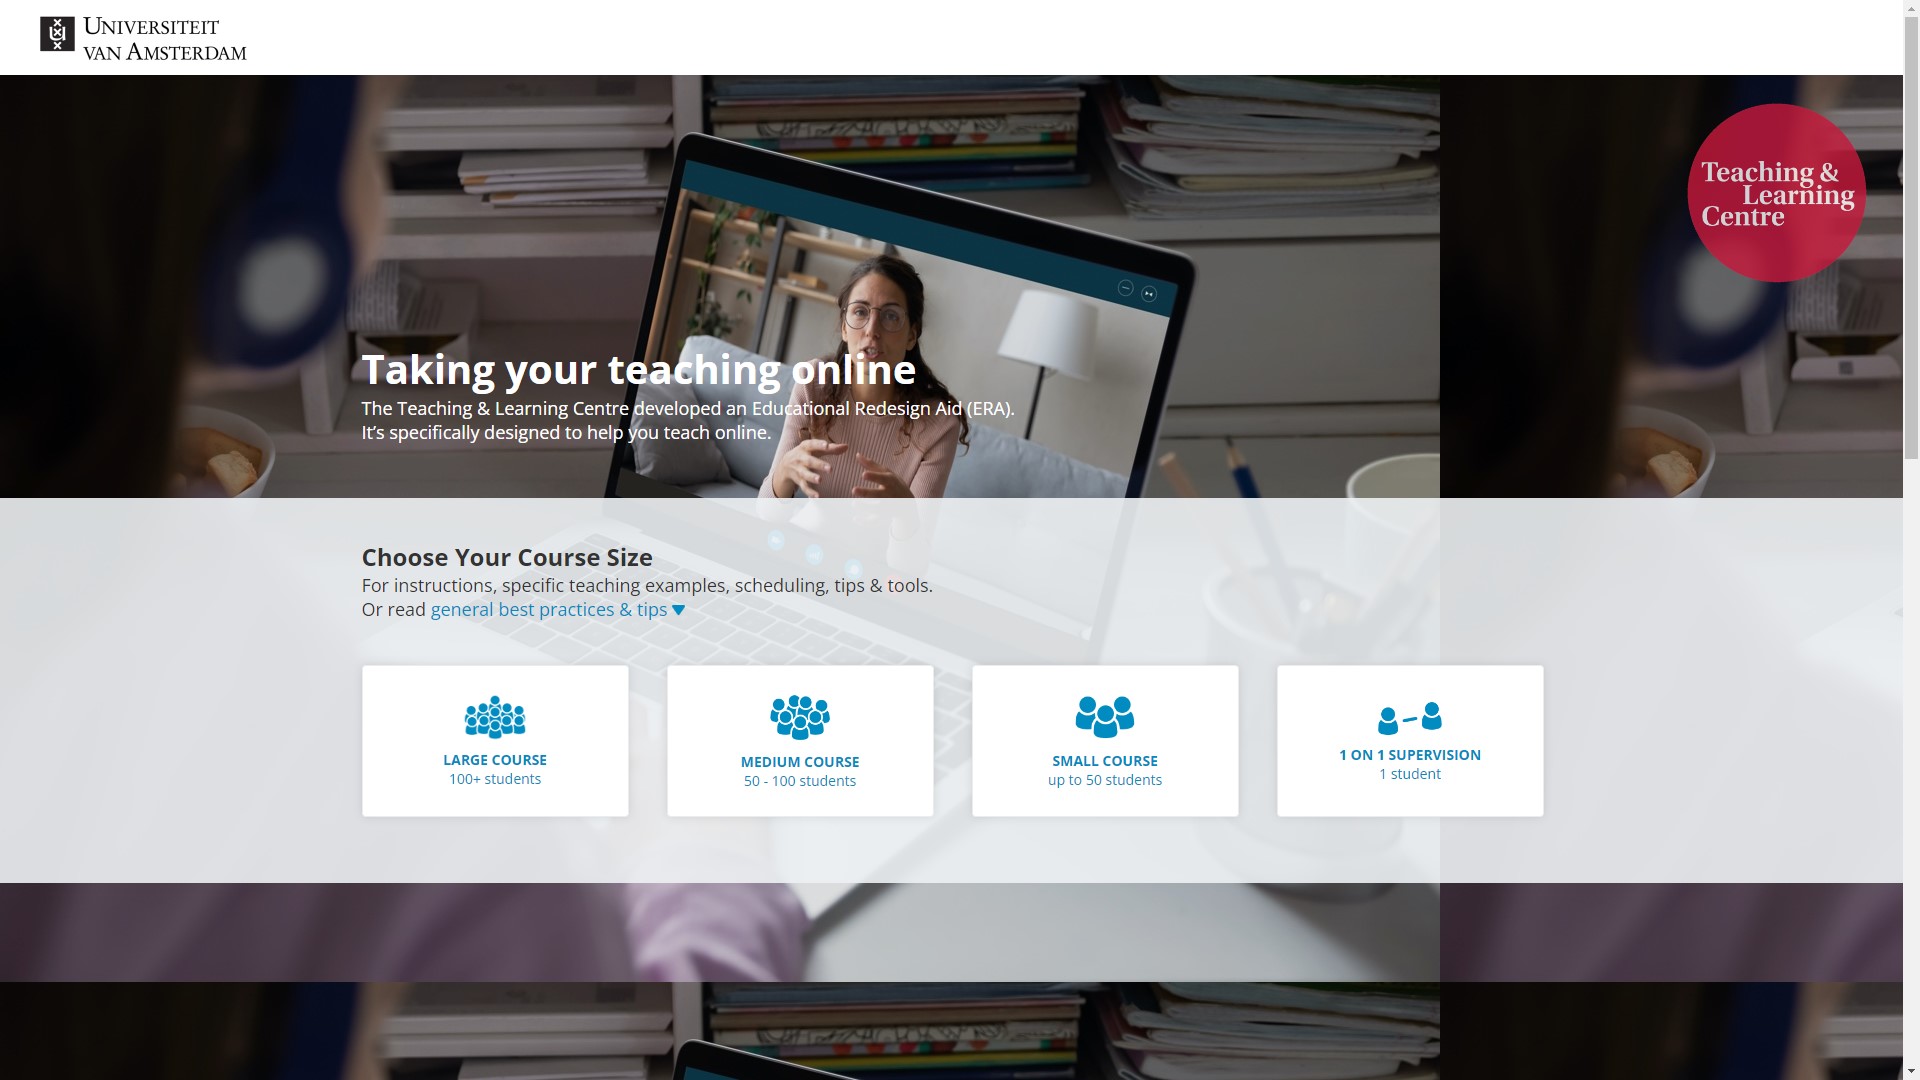 UNIVERSITEIT
VAN AMSTERDAM
Teaching &
Learning
Centre
Taking your teaching online
The Teaching & Learning Centre developed an Educational Redesign Aid (ERA).
It’s specifically designed to help you teach online.
Choose Your Course Size
For instructions, specific teaching examples, scheduling, tips & tools.
Or read general best practices & tips
LARGE COURSE
100+ students
MEDIUM COURSE
50 - 100 students
SMALL COURSE
up to 50 students
1 ON 1 SUPERVISION
1 student